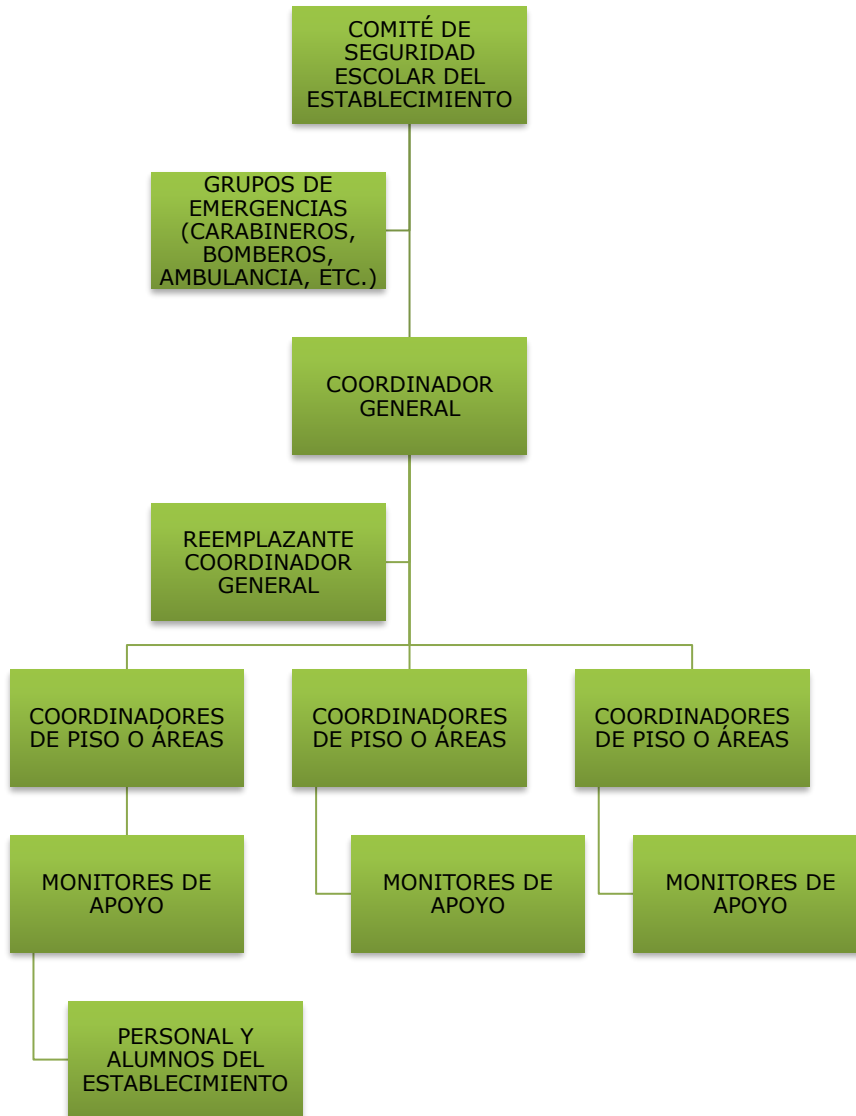 COMITÉ DE
SEGURIDAD
ESCOLAR DEL
ESTABLECIMIENTO
GRUPOS DE
EMERGENCIAS
(CARABINEROS,
BOMBEROS,
AMBULANCIA, ETC.)
COORDINADOR
GENERAL
REEMPLAZANTE
COORDINADOR
GENERAL
COORDINADORES
DE PISO O ÁREAS
COORDINADORES
DE PISO O ÁREAS
COORDINADORES
DE PISO O ÁREAS
MONITORES DE
APOYO
MONITORES DE
APOYO
MONITORES DE
APOYO
PERSONAL Y
ALUMNOS DEL
ESTABLECIMIENTO